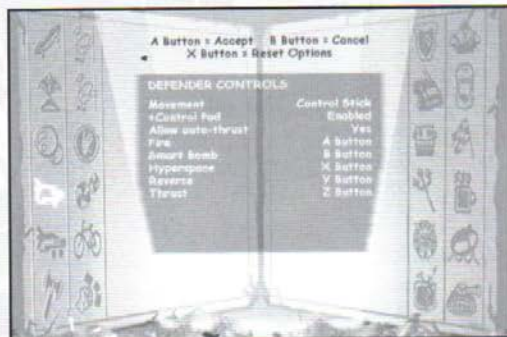 A Button = Accept B Button = Cancel
X Button = Reset Options
DEFENDER CONTROLS
Movement Control Stick
+Control Pad Enabled
Allow auto-thrust Yes
Fire A button
Smart Bomb B Button
Hyperspace X Button
Reverse Y Button
Thrust Z Button